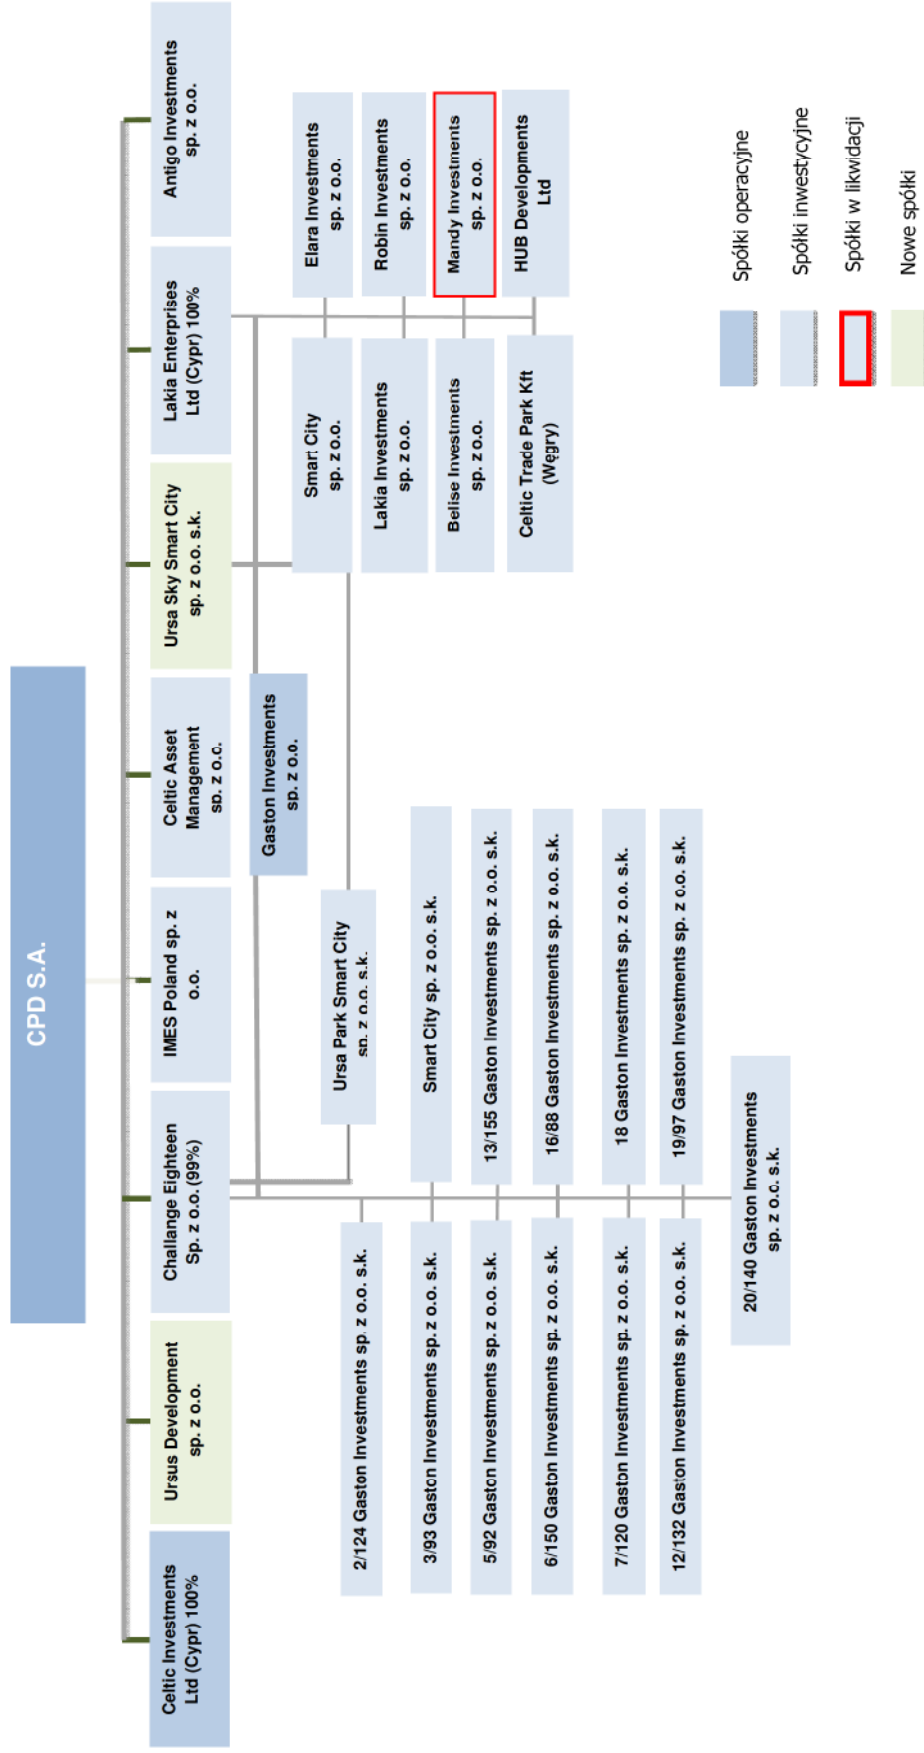 CPD S.A.
Celtic Investments
Ltd (Cypr) 100%
Ursus Development
sp. z o.o.
Challange Eighteen
Sp. z o.o. (99%)
IMES Poland sp. z
o.o.
Celtic Asset
Management
sp. z o.o.
Ursa Sky Smart City
sp. z o.o. s.k.
Lakia Enterprises
Ltd (Cypr) 100%
Antigo Investments
sp. z o.o.
Gaston Investments
sp. z o.o.
Ursa Park Smart City
sp. z o.o. s.k.
2/124 Gaston Investments sp. z o.o. s.k.
3/93 Gaston Investments sp. z o.o. s.k.
Smart City sp. z o.o. s.k.
5/92 Gaston Investments sp. z o.o. s.k.
13/155 Gaston Investments sp. z o.o. s.k.
6/150 Gaston Investments sp. z o.o. s.k.
16/88 Gaston Investments sp. z o.o. s.k.
7/120 Gaston Investments sp. z o.o. s.k.
18 Gaston Investments sp. z o.o. s.k.
12/132 Gaston Investments sp. z o.o. s.k.
19/97 Gaston Investments sp. z o.o. s.k.
20/140 Gaston Investments
sp. z o.o. s.k.
Smart City
sp. z o.o.
Elara Investments
sp. z o.o.
Lakia Investments
sp. z o.o.
Robin Investments
sp. z o.o.
Belise Investments
sp. z o.o.
Mandy Investments
sp. z o.o.
Celtic Trade Park Kft
(Węgry)
HUB Developments
Ltd
Spółki operacyjne
Spółki inwestycyjne
Spółki w likwidacji
Nowe spółki